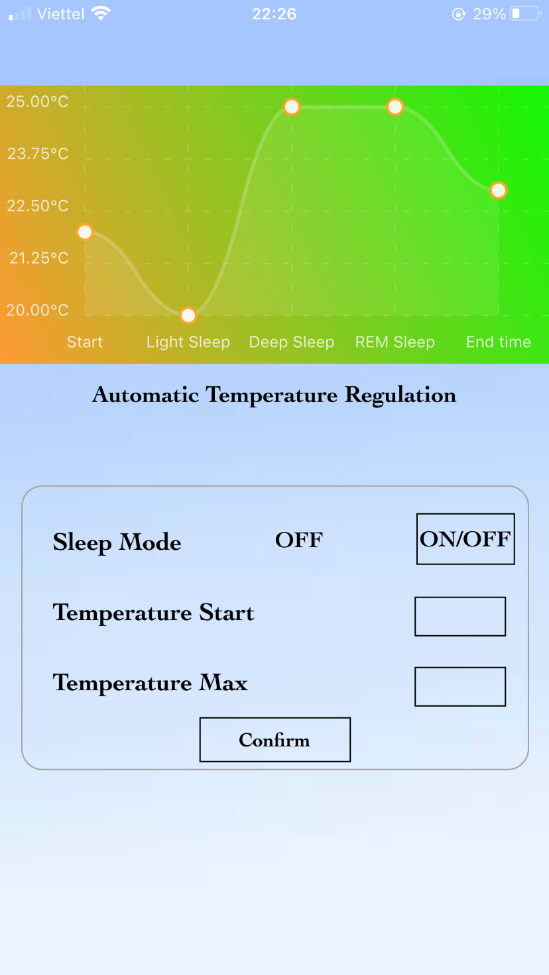 Viettel 22:26 29%
25.00°C
23.75°C
22.50°C
21.25°C
20.00°C
Start Light Sleep Deep Sleep REM Sleep End time
Automatic Temperature Regulation
Sleep Mode OFF ON/OFF
Temperature Start
Temperature Max
Confirm